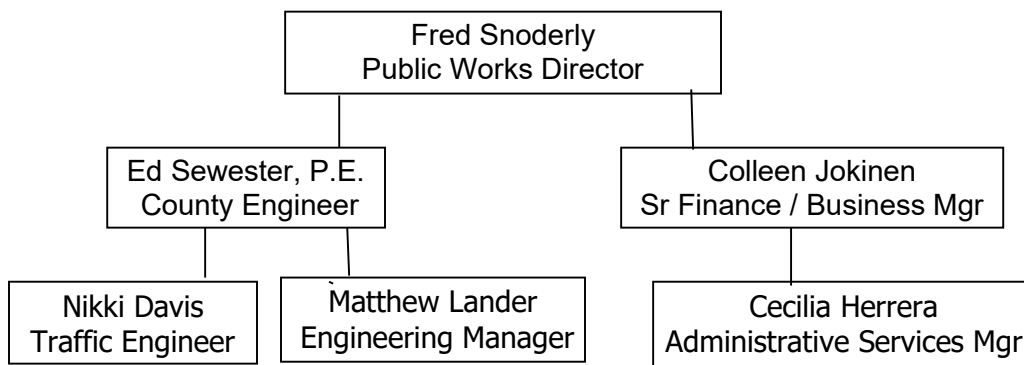 Fred Snoderly
Public Works Director
Ed Sewester, P.E.
County Engineer
Colleen Jokinen
Sr Finance / Business Mgr
Nikki Davis
Traffic Engineer
Matthew Lander
Engineering Manager
Cecilia Herrera
Administrative Services Mgr